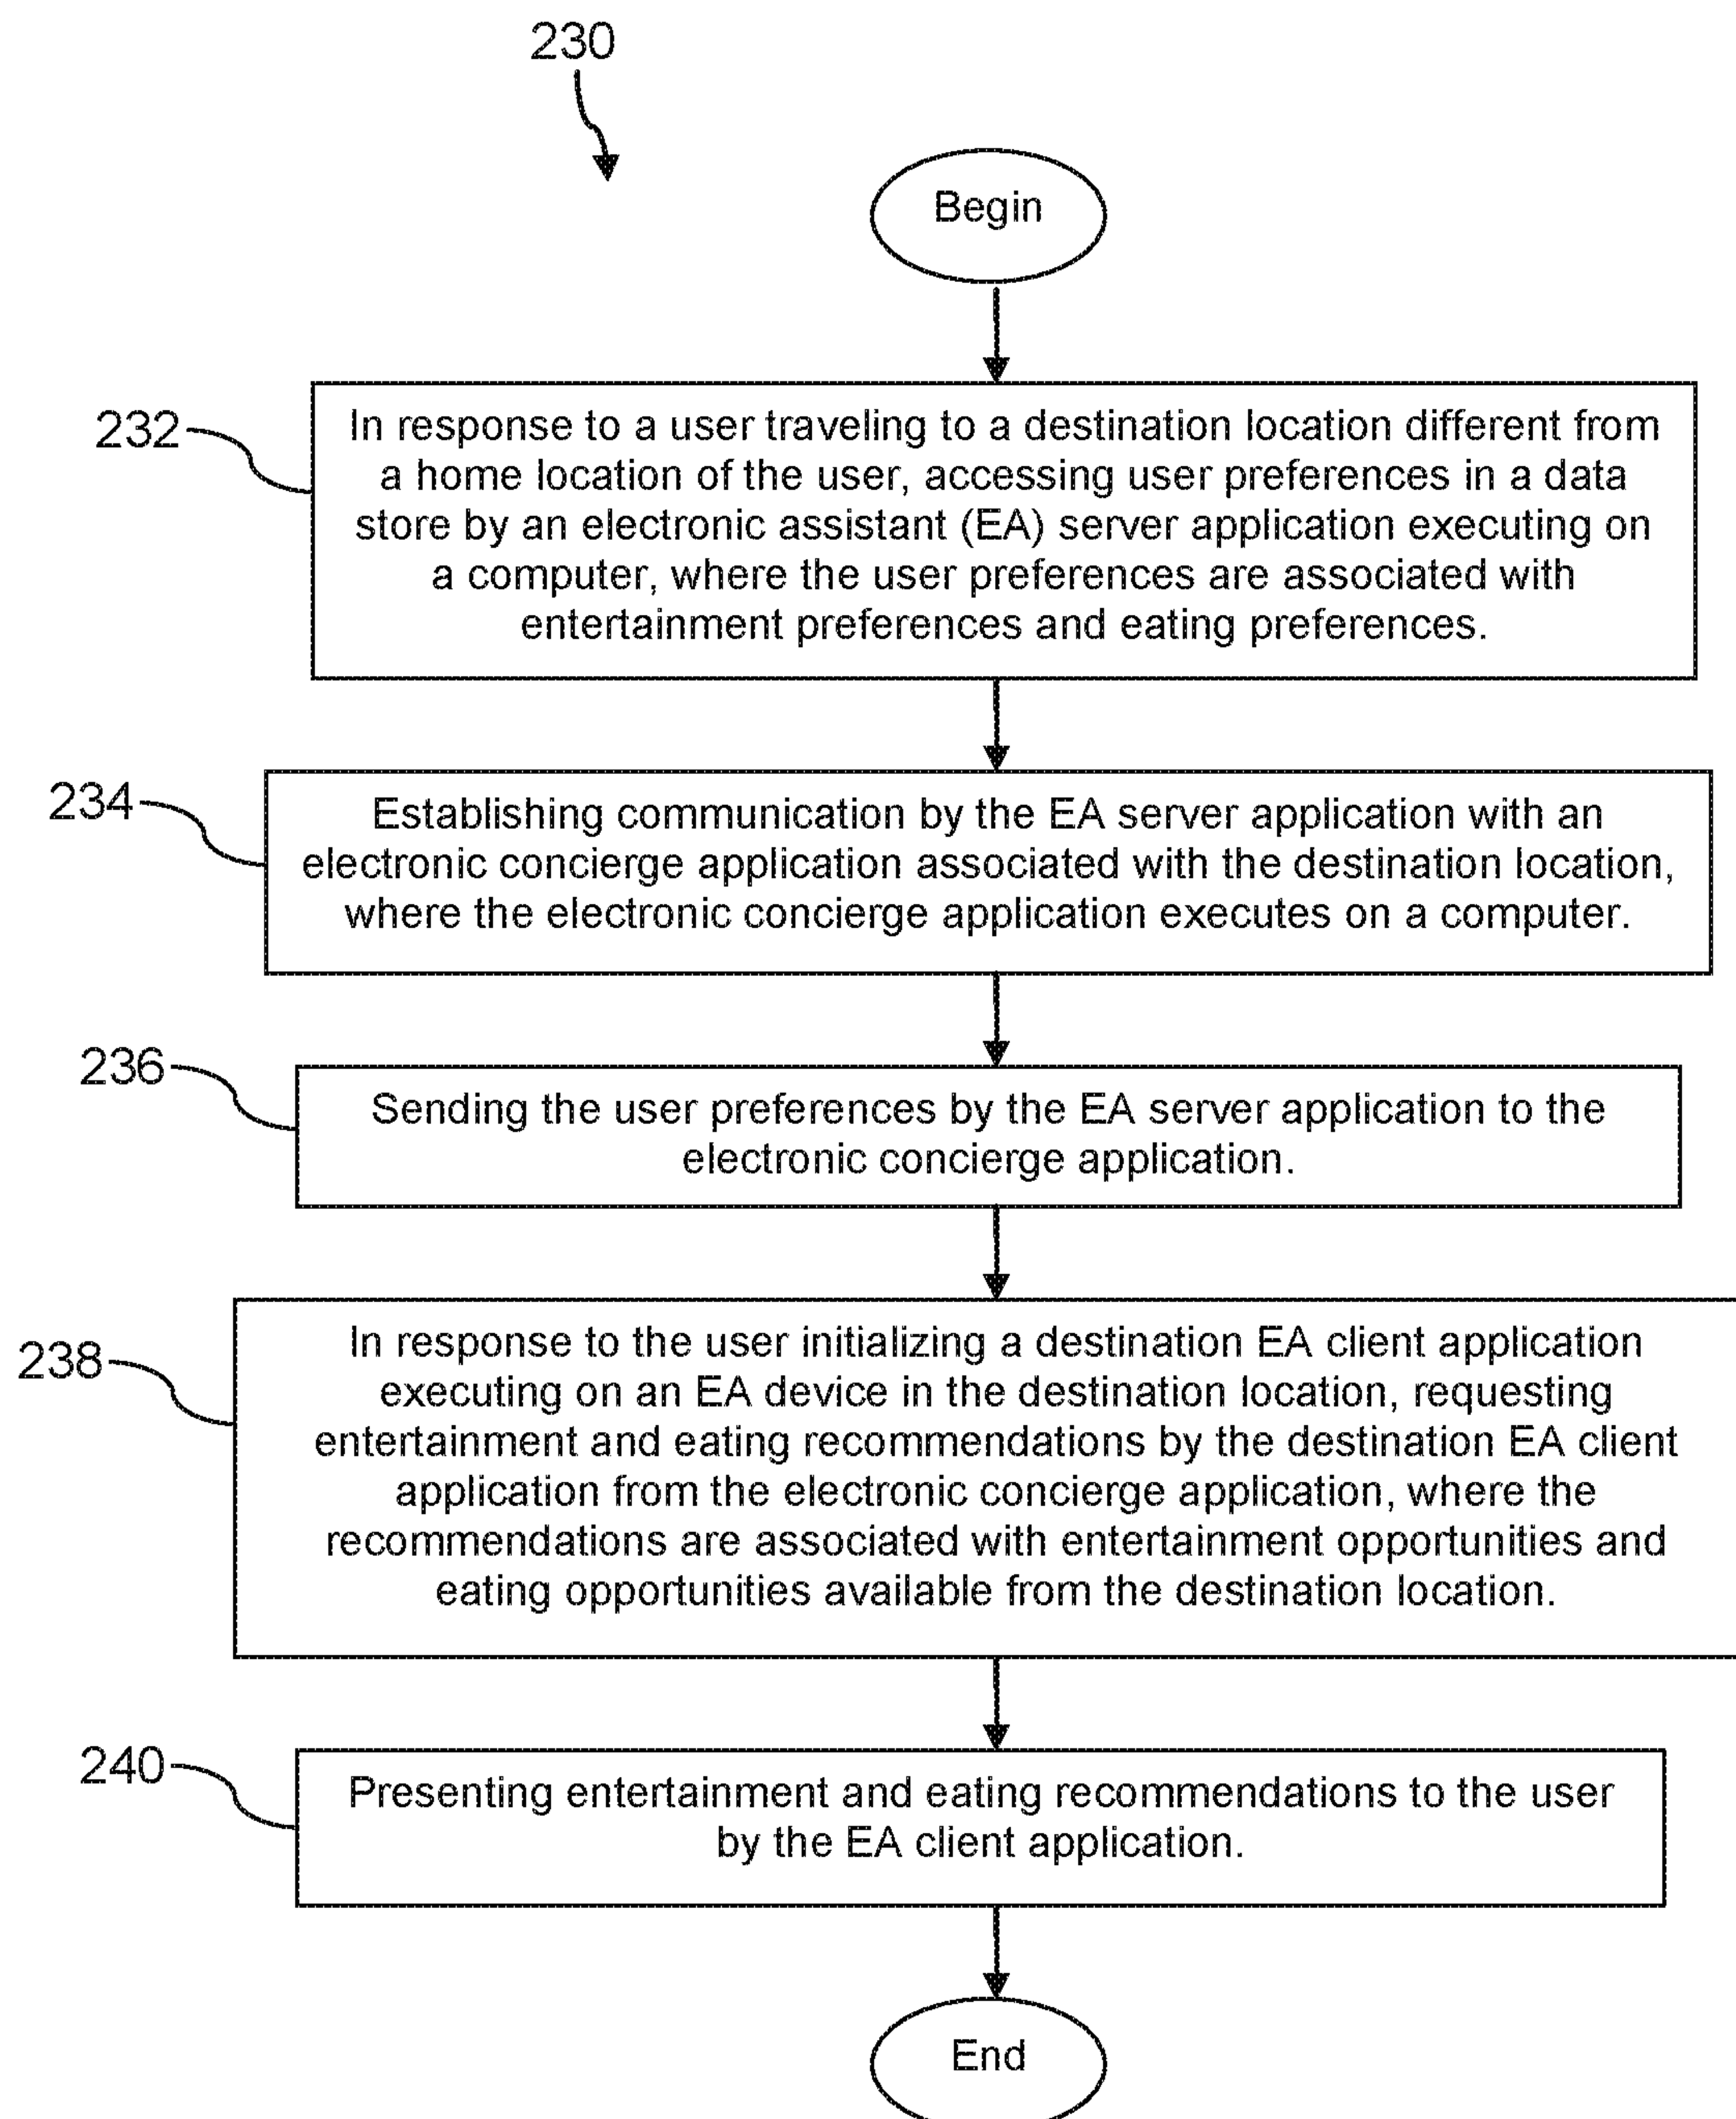 230
Begin
232
In response to a user traveling to a destination location different from
a home location of the user, accessing user preferences in a data
store by an electronic assistant (EA) server application executing on
a computer, where the user preferences are associated with
entertainment preferences and eating preferences.
234
Establishing communication by the EA server application with an
electronic concierge application associated with the destination location,
where the electronic concierge application executes on a computer.
236
Sending the user preferences by the EA server application to the
electronic concierge application.
238
In response to the user initializing a destination EA client application
executing on an EA device in the destination location, requesting
entertainment and eating recommendations by the destination EA client
application from the electronic concierge application, where the
recommendations are associated with entertainment opportunities and
eating opportunities available from the destination location.
240
Presenting entertainment and eating recommendations to the user
by the EA client application.
End